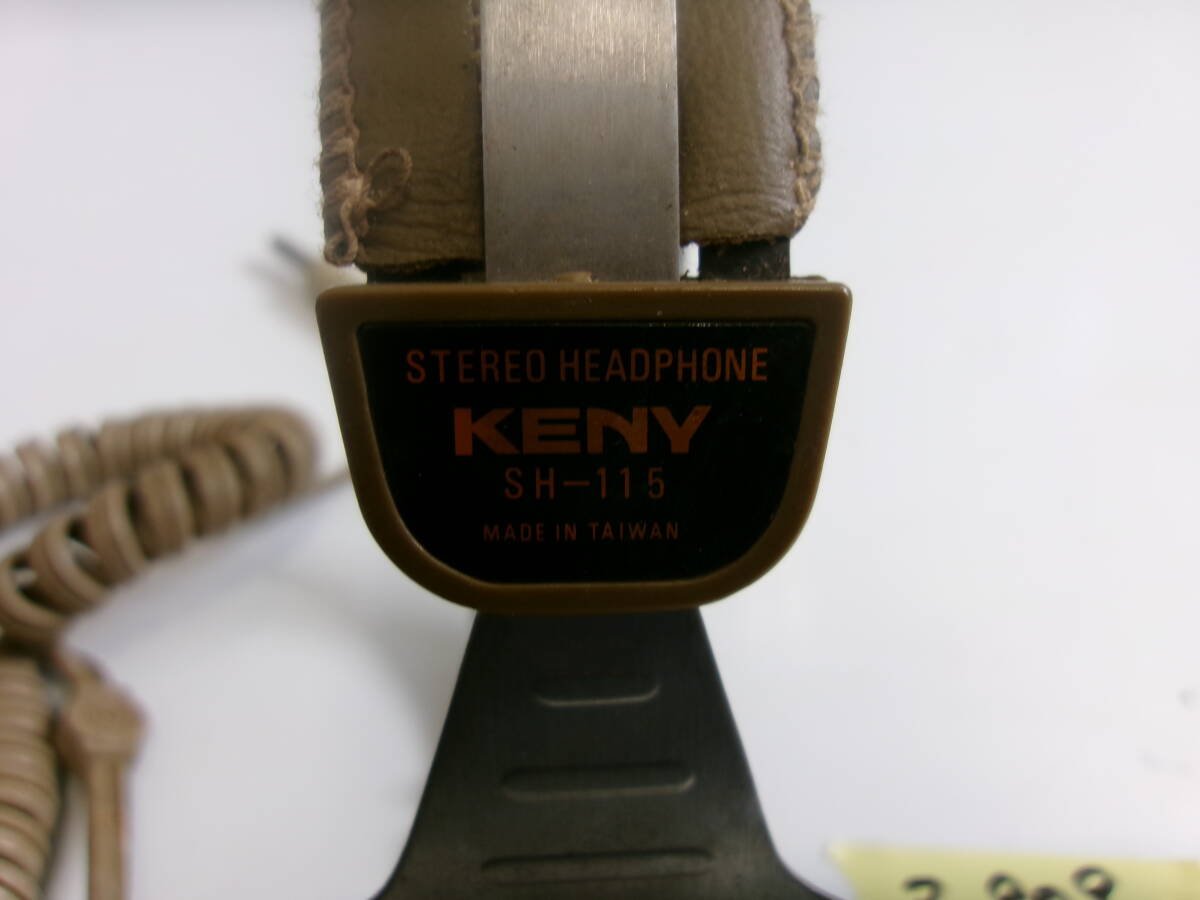 STEREO HEADPHONE
KENY
SH-115
MADE IN TAIWAN